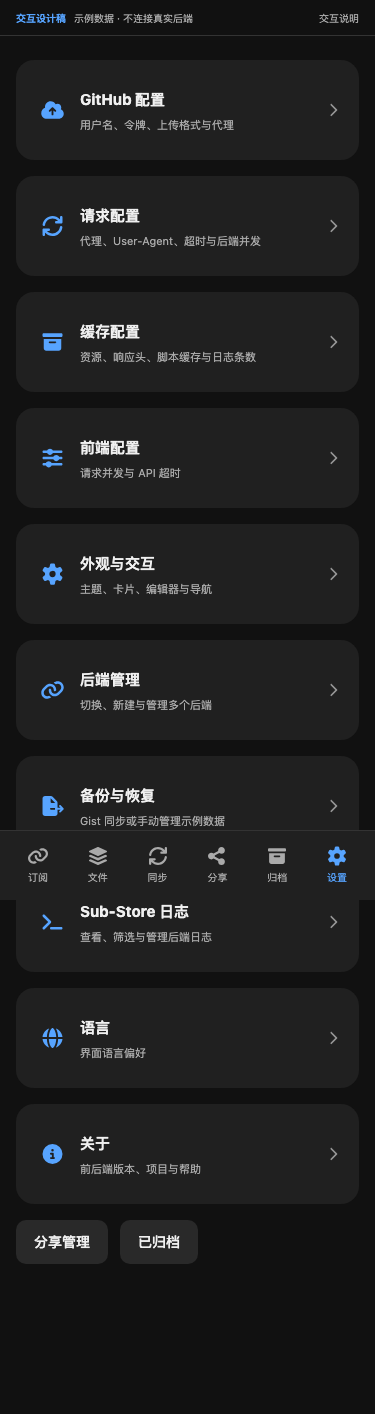 交互设计稿 示例数据 · 不连接真实后端 交互说明
GitHub 配置
用户名、令牌、上传格式与代理
请求配置
代理、User-Agent、超时与后端并发
缓存配置
资源、响应头、脚本缓存与日志条数
前端配置
请求并发与 API 超时
外观与交互
主题、卡片、编辑器与导航
后端管理
切换、新建与管理多个后端
备份与恢复
Gist 同步或手动管理示例数据
订阅 文件 同步 分享 归档 设置
Sub-Store 日志
查看、筛选与管理后端日志
语言
界面语言偏好
关于
前后端版本、项目与帮助
分享管理 已归档